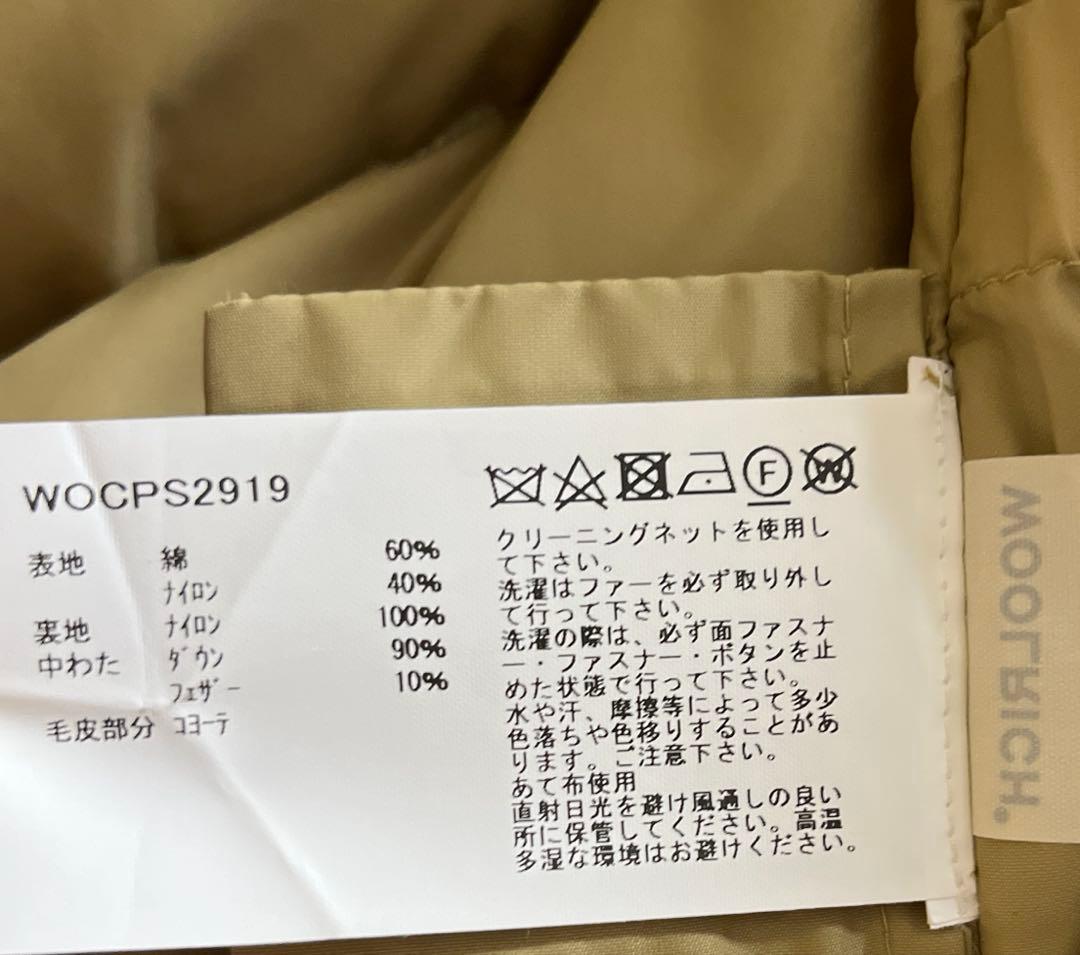 WOCPS2919
表地 綿 60%
ナイロン 40%
裏地 ナイロン 100%
中わた ダウン 90%
フェザー 10%
毛皮部分 コヨーテ
F
W
クリーニングネットを使用し
て下さい。
洗濯はファーを必ず取り外し
て行って下さい。
洗濯の際は、必ず面ファスナ
ー・ファスナー・ボタンを止
めた状態で行って下さい。
水や汗、摩擦等によって多少
色落ちや色移りすることがあ
ります。ご注意下さい。
あて布使用
直射日光を避け風通しの良い
所に保管してください。高温
多湿な環境はお避けください。
WOOLRICH®